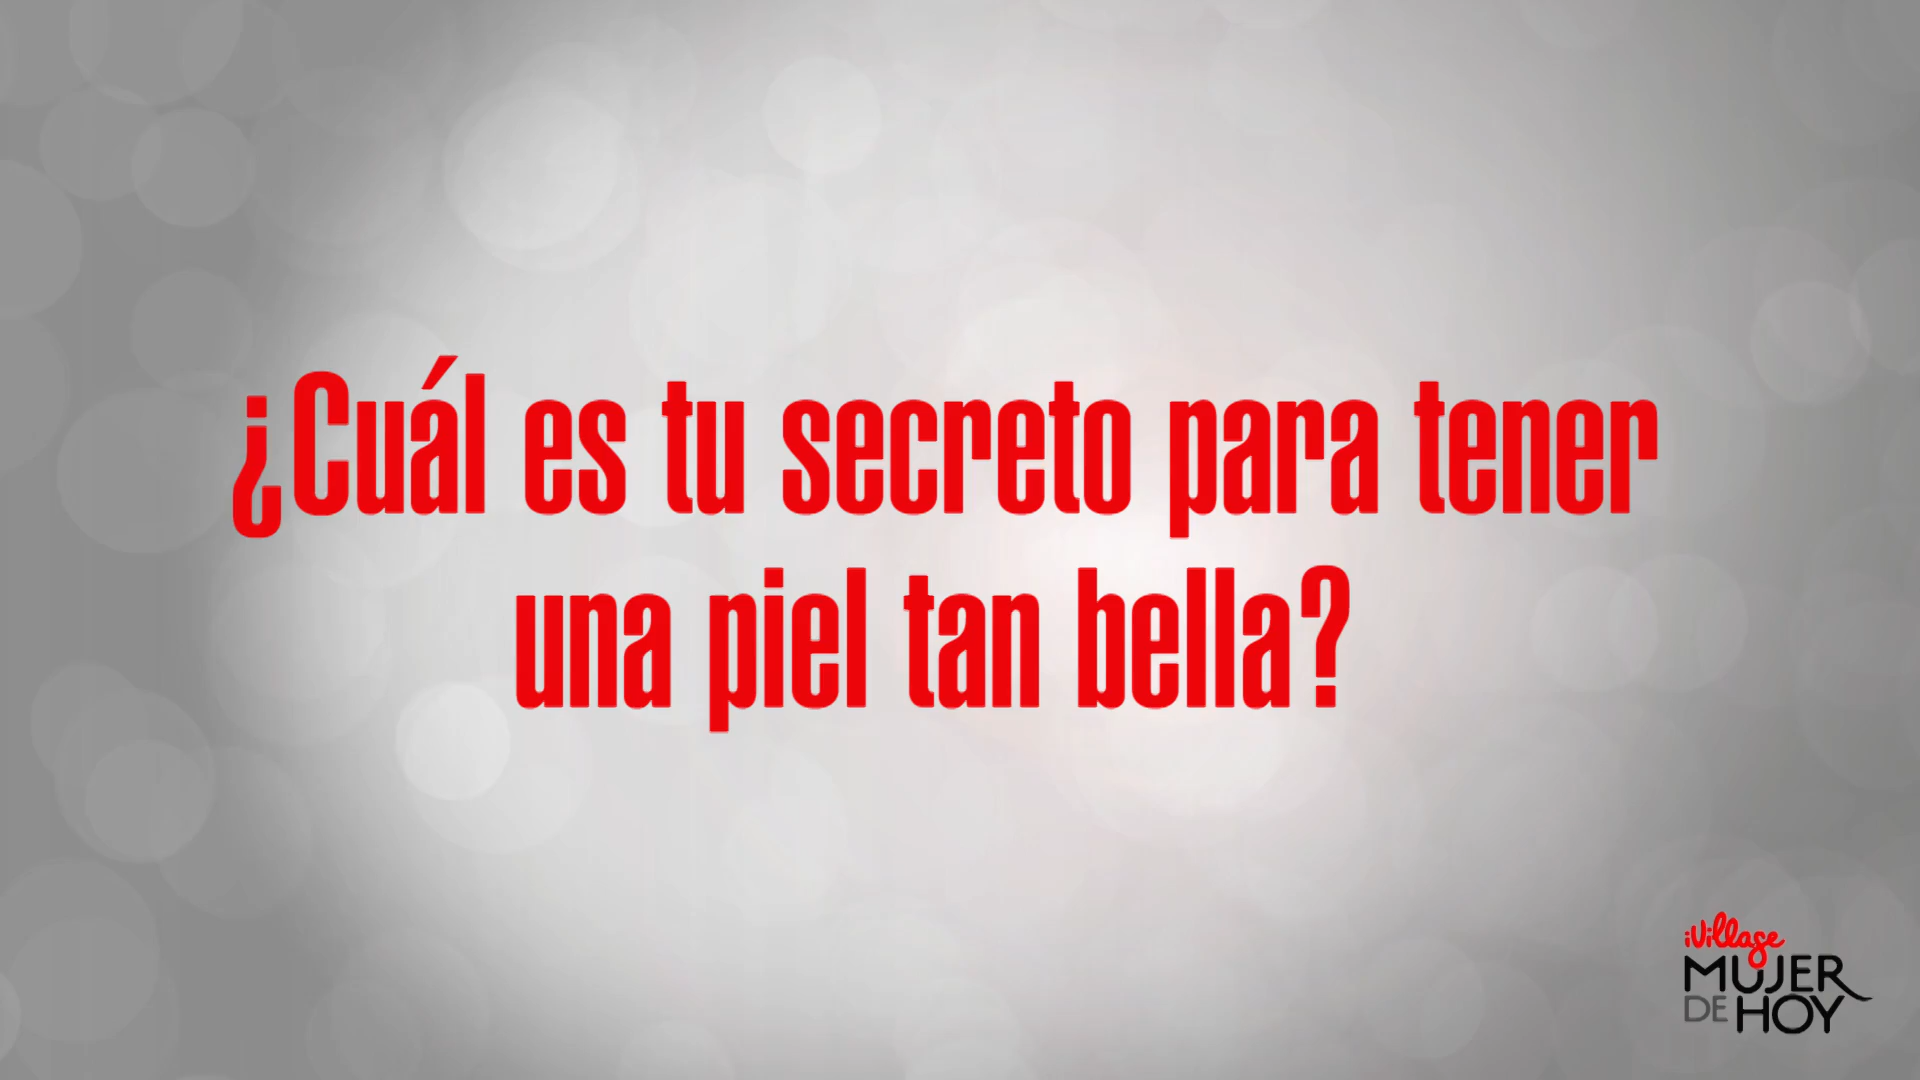 ¿Cuál es tu secreto para tener
una piel tan bella?
iVillage
MUJER
DE HOY